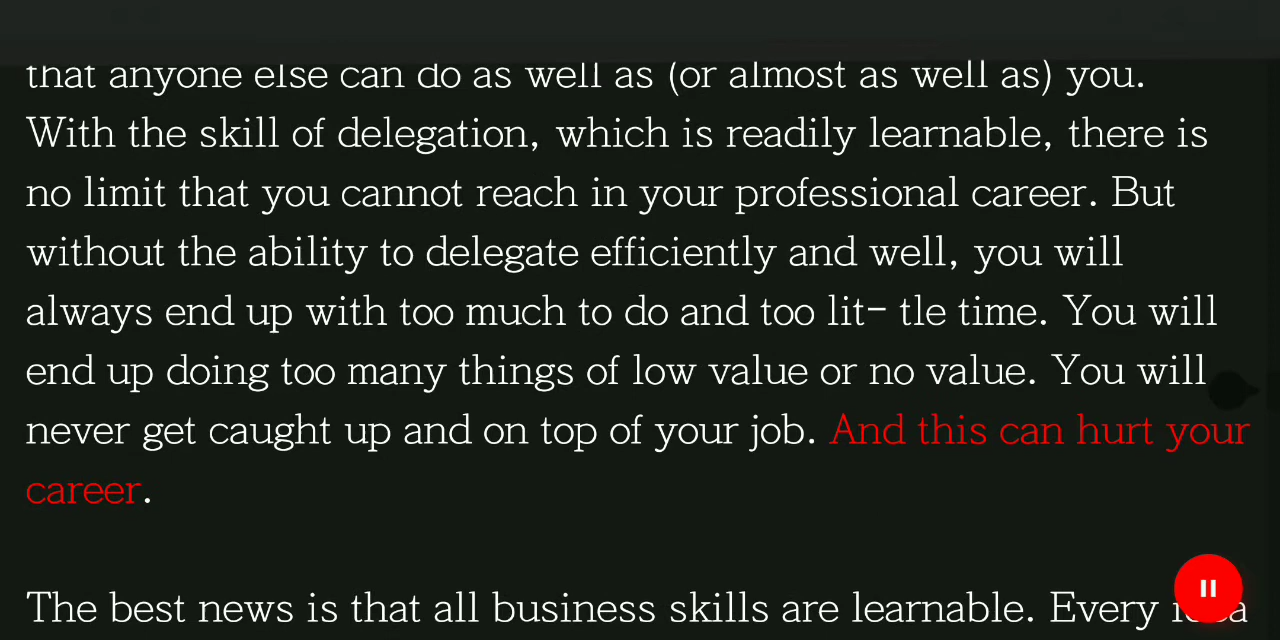 that anyone else can do as well as (or almost as well as) you.
With the skill of delegation, which is readily learnable, there is
no limit that you cannot reach in your professional career. But
without the ability to delegate efficiently and well, you will
always end up with too much to do and too lit- tle time. You will
end up doing too many things of low value or no value. You will
never get caught up and on top of your job. And this can hurt your
career.
The best news is that all business skills are learnable. Every